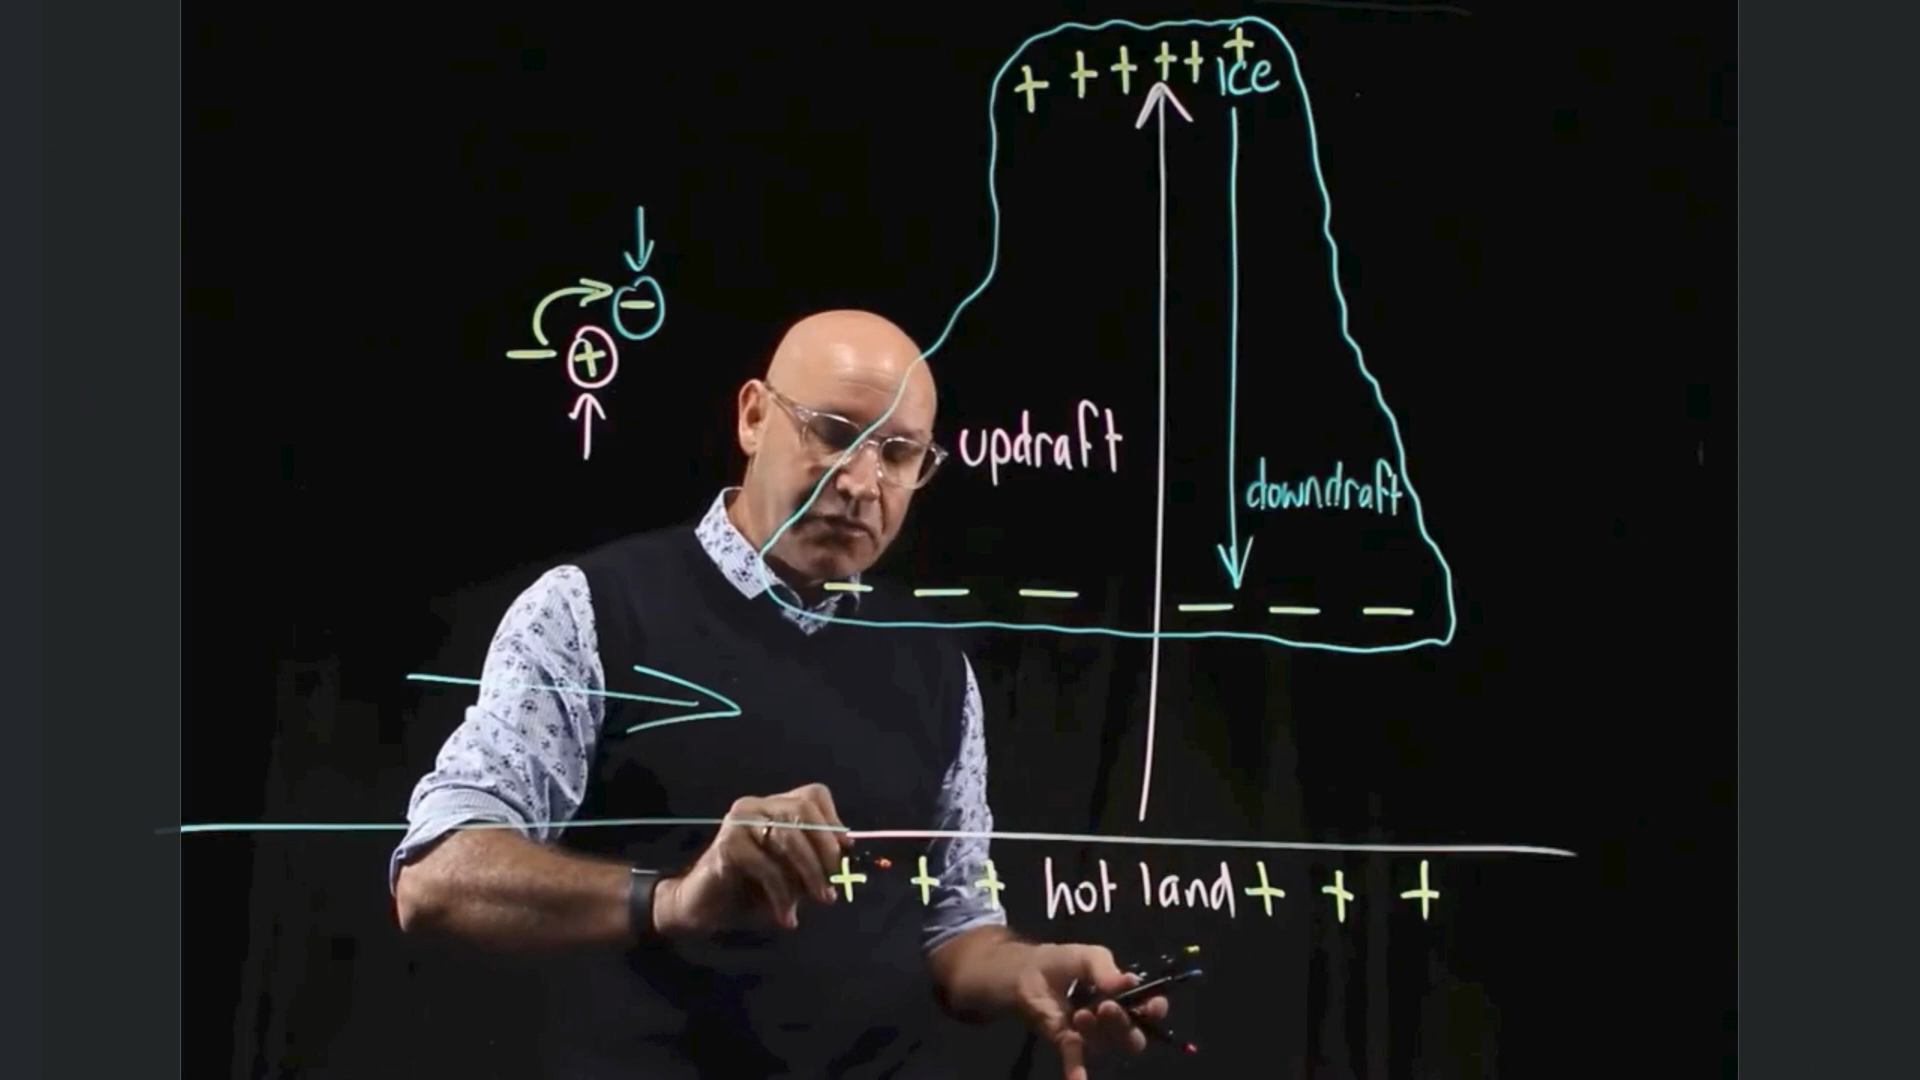 + + + + + +
ice
− 
−
+
updraft
downdraft
− − − − − −
+ + + hot land + + +